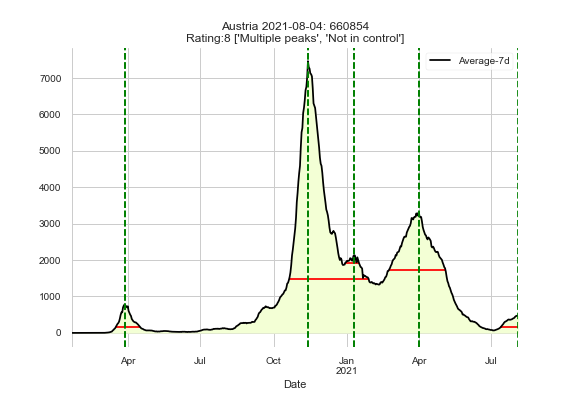 Austria 2021-08-04: 660854
Rating:8 ['Multiple peaks', 'Not in control']
Average-7d
7000
6000
5000
4000
3000
2000
1000
0
Apr Jul Oct Jan Apr Jul
2021
Date